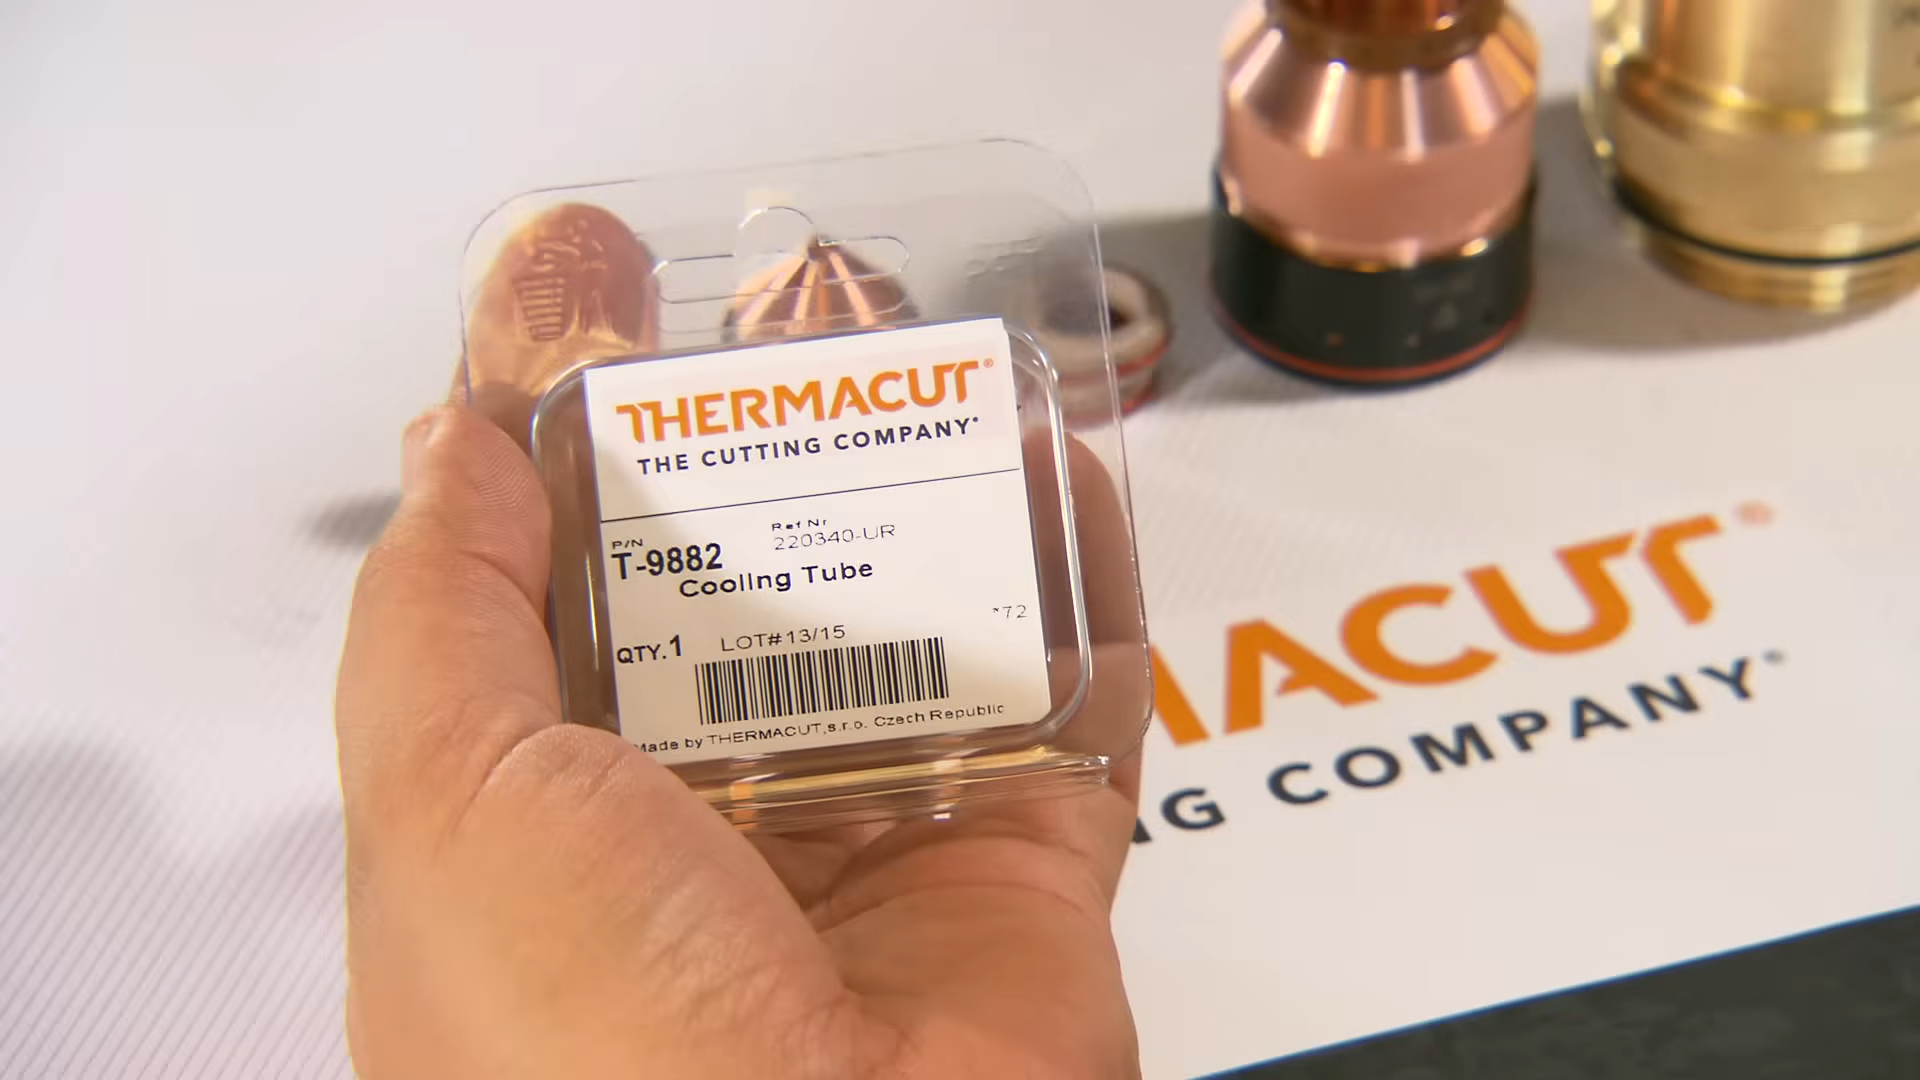 THERMACUT®
THE CUTTING COMPANY®
P/N
T-9882
Ref Nr
220340-UR
Cooling Tube
*72
QTY.1
LOT# 13/15
Made by THERMACUT,s.r.o. Czech Republic
MACUT®
NG COMPANY®